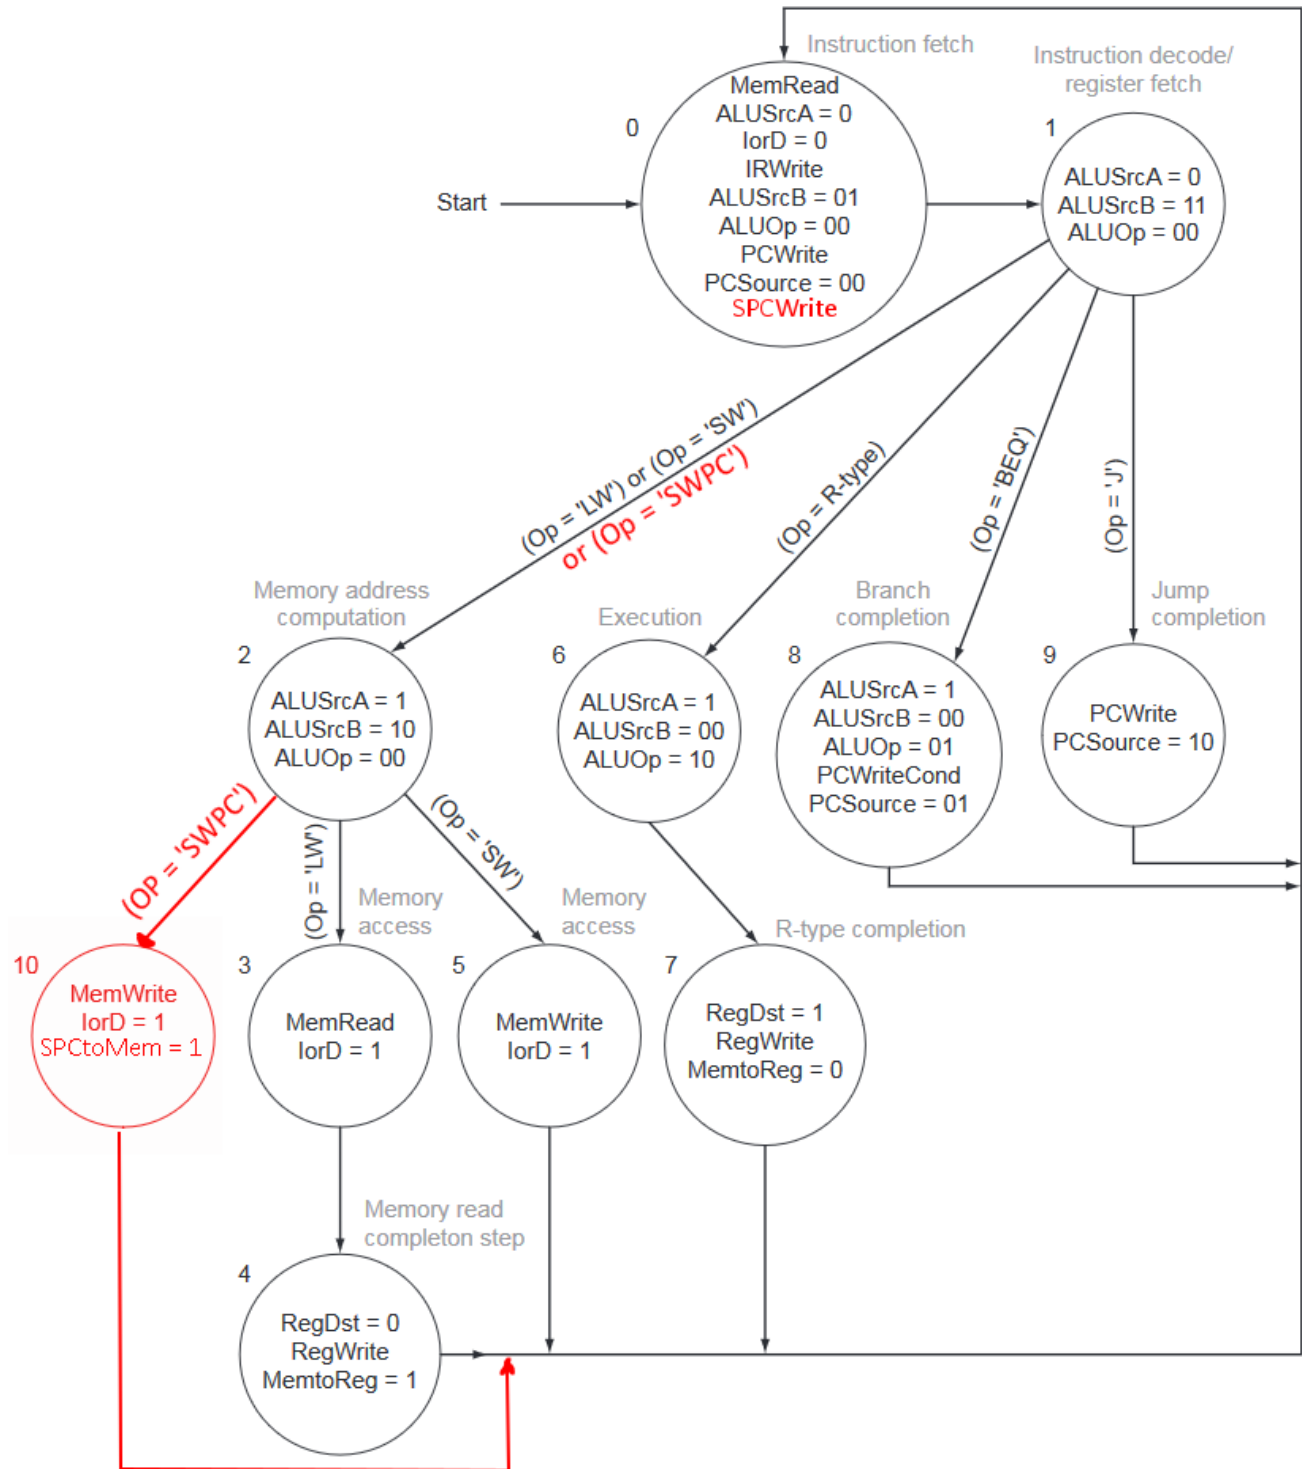 Instruction fetch
Instruction decode/
register fetch
0
MemRead
ALUSrcA = 0
IorD = 0
IRWrite
ALUSrcB = 01
ALUOp = 00
PCWrite
PCSource = 00
SPCWrite
1
ALUSrcA = 0
ALUSrcB = 11
ALUOp = 00
Start
(Op = 'LW') or (Op = 'SW')
or (Op = 'SWPC')
(Op = R-type)
(Op = 'BEQ')
(Op = 'J')
Memory address
computation
2
ALUSrcA = 1
ALUSrcB = 10
ALUOp = 00
Execution
6
ALUSrcA = 1
ALUSrcB = 00
ALUOp = 10
Branch
completion
8
ALUSrcA = 1
ALUSrcB = 00
ALUOp = 01
PCWriteCond
PCSource = 01
Jump
completion
9
PCWrite
PCSource = 10
(OP = 'SWPC')
(Op = 'LW')
(Op = 'SW')
10
MemWrite
IorD = 1
SPCtoMem = 1
Memory
access
3
MemRead
IorD = 1
Memory
access
5
MemWrite
IorD = 1
R-type completion
7
RegDst = 1
RegWrite
MemtoReg = 0
Memory read
completon step
4
RegDst = 0
RegWrite
MemtoReg = 1